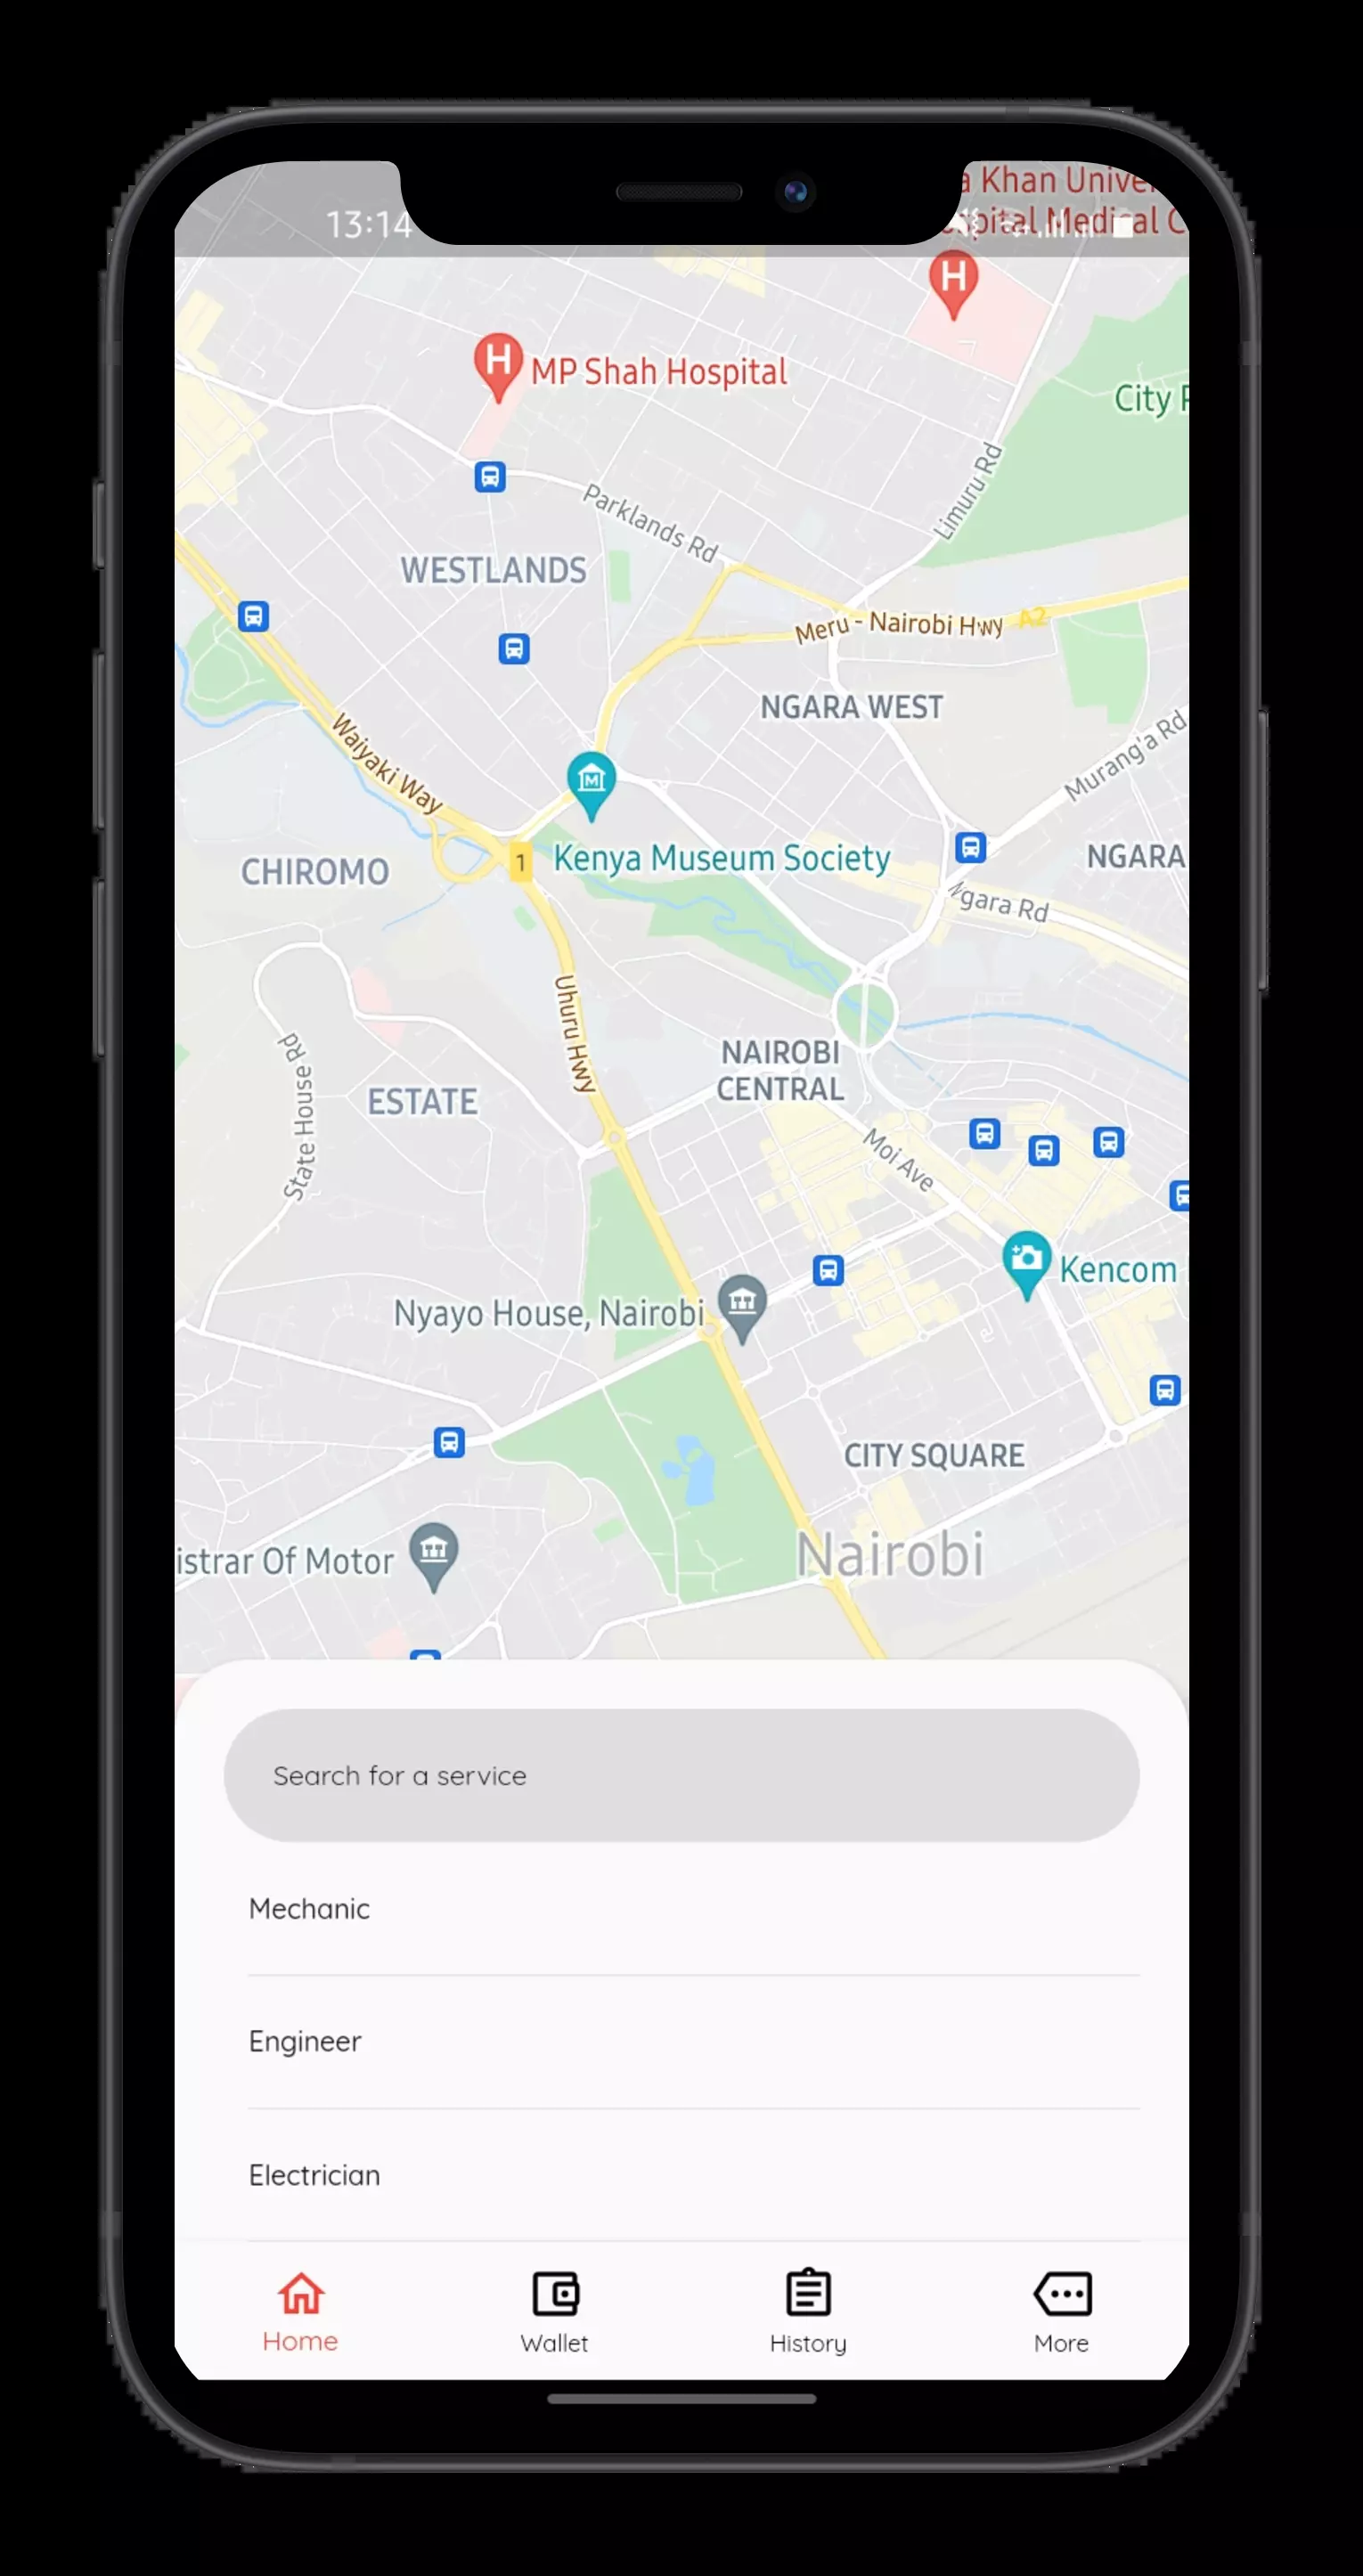 a Khan Univer
13:14
spital Medical C
H
H MP Shah Hospital
City
Limuru Rd
Parklands Rd
WESTLANDS
Meru - Nairobi Hwy A2
NGARA WEST
Murang'a Rd
Waiyaki Way
M
Kenya Museum Society
1
NGARA
CHIROMO
Ngara Rd
Uhuru Hwy
NAIROBI
CENTRAL
State House Rd
ESTATE
Moi Ave
Kencom
Nyayo House, Nairobi
CITY SQUARE
Nairobi
istrar Of Motor
Search for a service
Mechanic
Engineer
Electrician
Home
Wallet
History
More